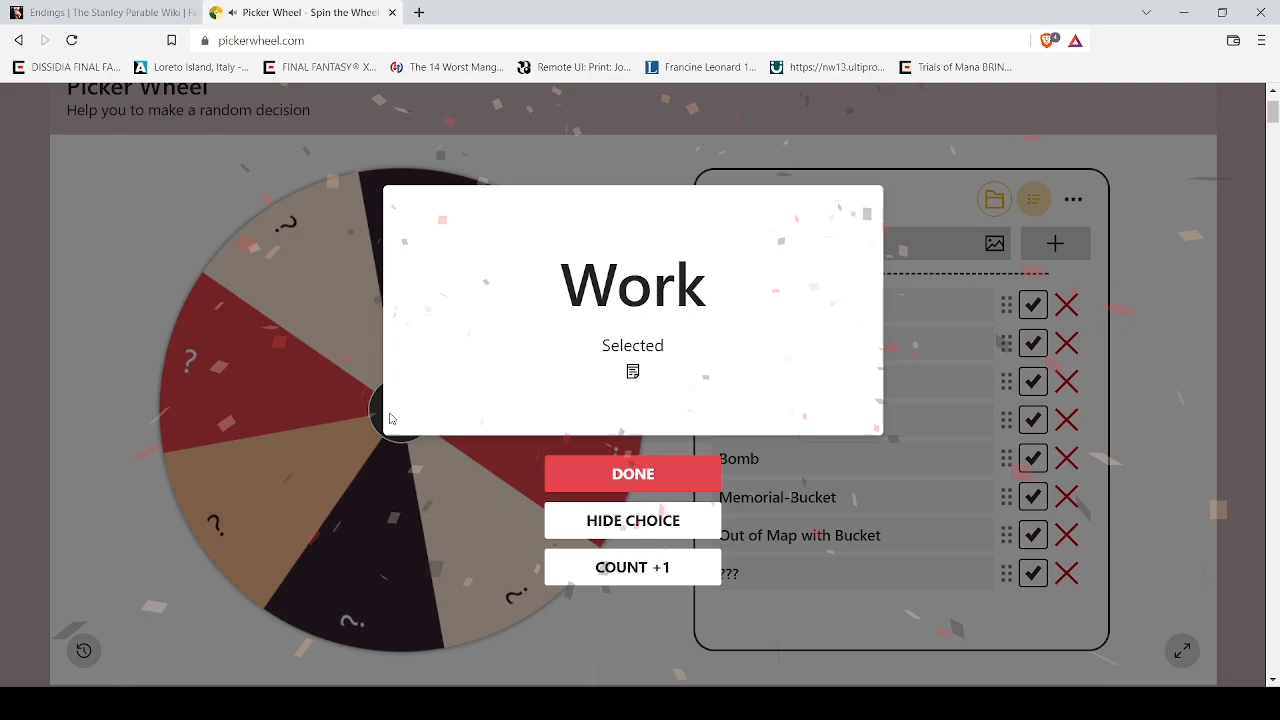 Endings | The Stanley Parable Wiki | Fa
Picker Wheel - Spin the Wheel
pickerwheel.com
4
DISSIDIA FINAL FA...
Loreto Island, Italy -...
FINAL FANTASY® X...
The 14 Worst Mang...
Remote UI: Print: Jo...
Francine Leonard 1...
https://nw13.ultipro...
Trials of Mana BRIN...
Picker Wheel
Help you to make a random decision
?
?
?
?
?
Work
Selected
DONE
HIDE CHOICE
COUNT +1
Bomb
Memorial-Bucket
Out of Map with Bucket
???